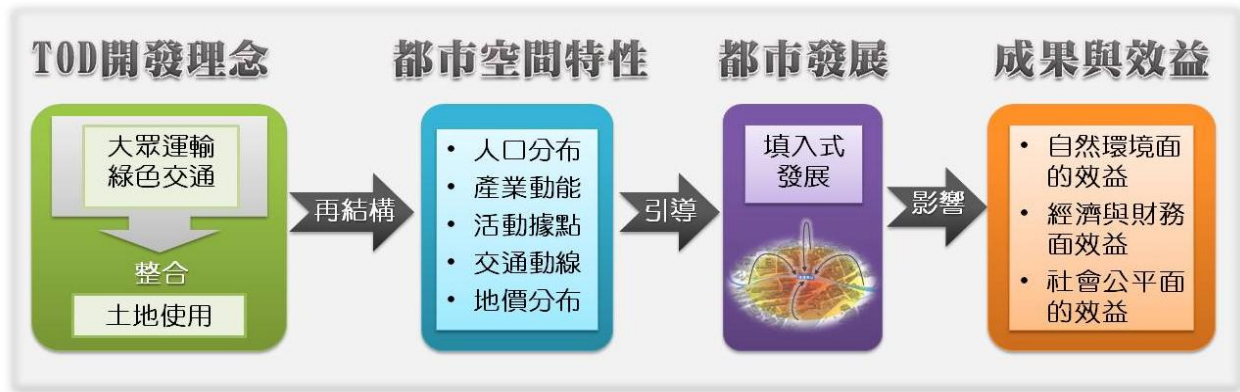 TOD開發理念
大眾運輸
綠色交通
整合
土地使用
再結構
都市空間特性
• 人口分布
• 產業動能
• 活動據點
• 交通動線
• 地價分布
引導
都市發展
填入式
發展
影響
成果與效益
• 自然環境面
的效益
• 經濟與財務
面效益
• 社會公平面
的效益